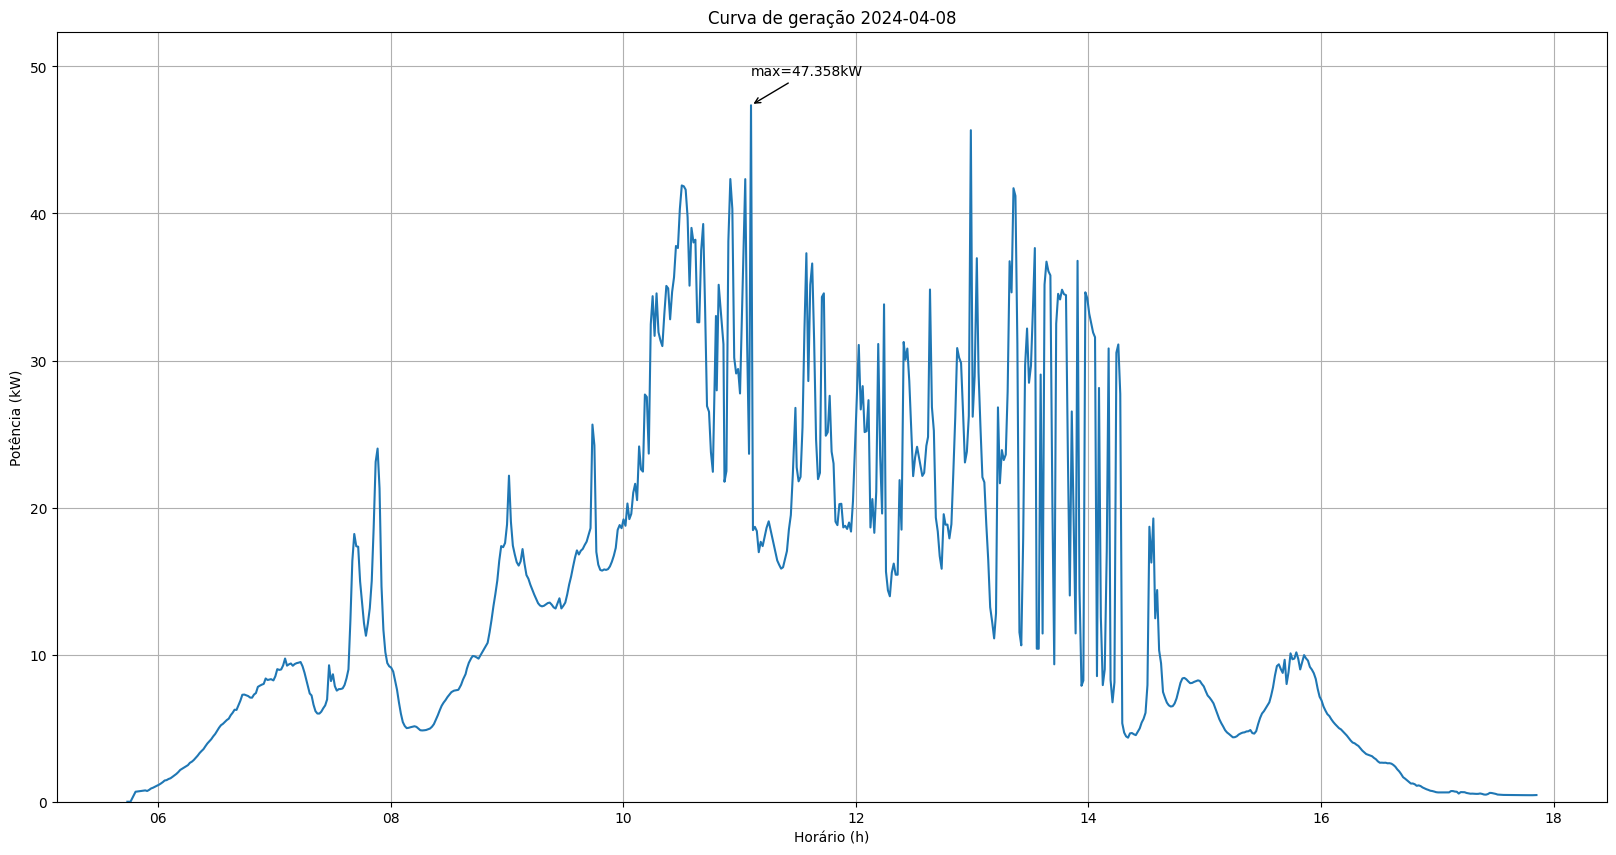 Curva de geração 2024-04-08
max=47.358kW
Potência (kW)
50
40
30
20
10
0
06 08 10 12 14 16 18
Horário (h)